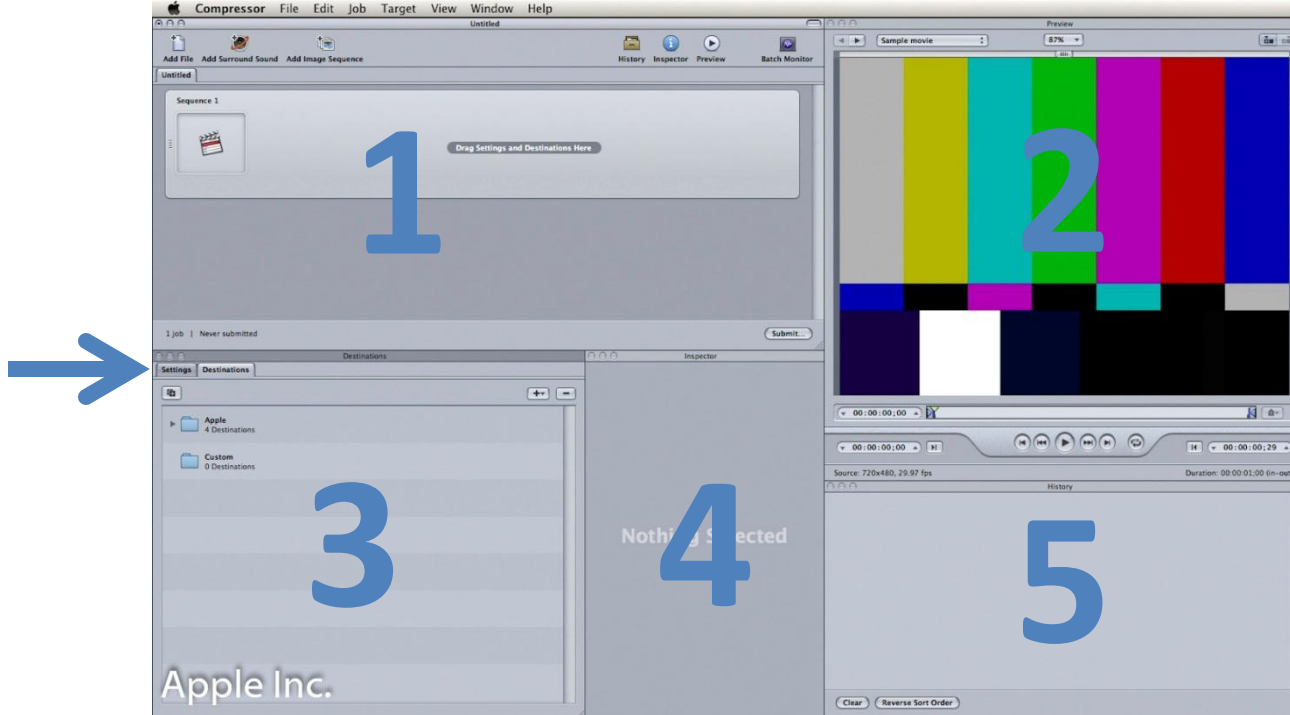 Compressor File Edit Job Target View Window Help
Untitled
Add File Add Surround Sound Add Image Sequence History Inspector Preview Batch Monitor
Untitled
Sequence 1
Drag Settings and Destinations Here
1
1 job | Never submitted
Submit...
Preview
Sample movie 87%
2
00:00:00;00
00:00:00;00 00:00:00;29
Source: 720x480, 29.97 fps Duration: 00:00:01;00 (in-out
Destinations
Settings Destinations
Apple
4 Destinations
Custom
0 Destinations
3
Apple Inc.
Inspector
Nothing Selected
4
History
5
Clear Reverse Sort Order